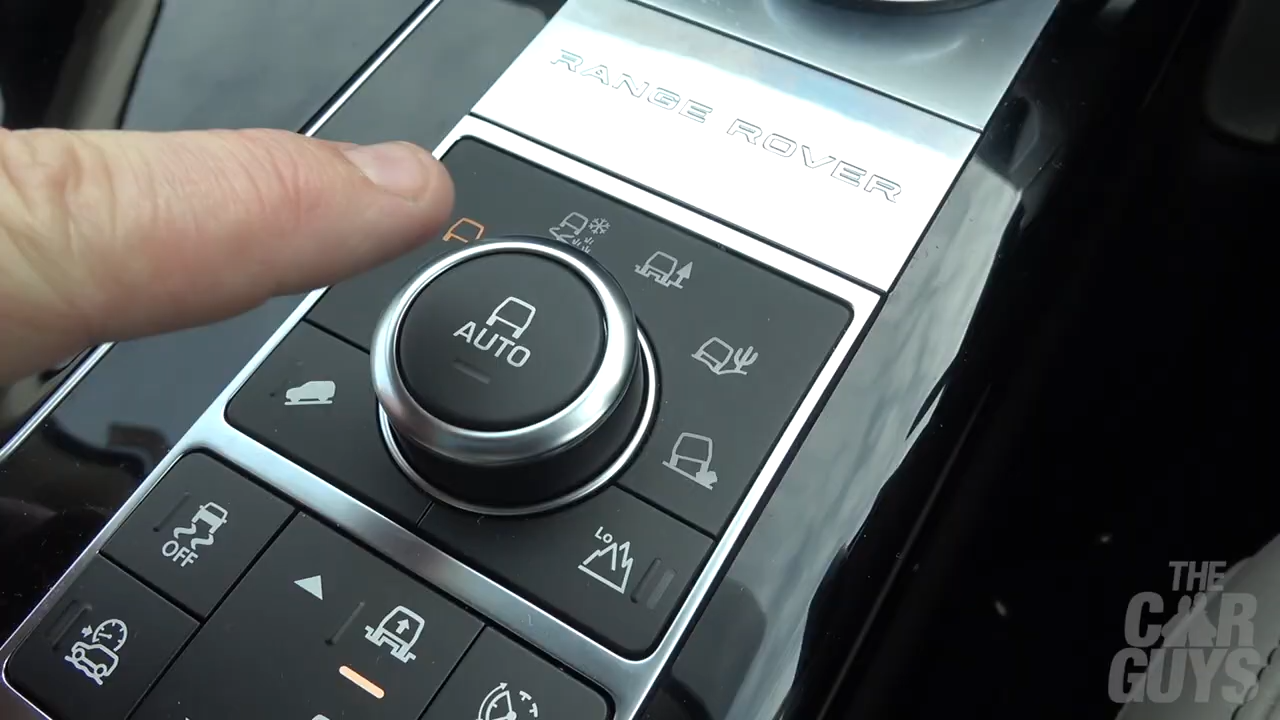 RANGE ROVER
AUTO
Lo
OFF
THE
CAR
GUYS